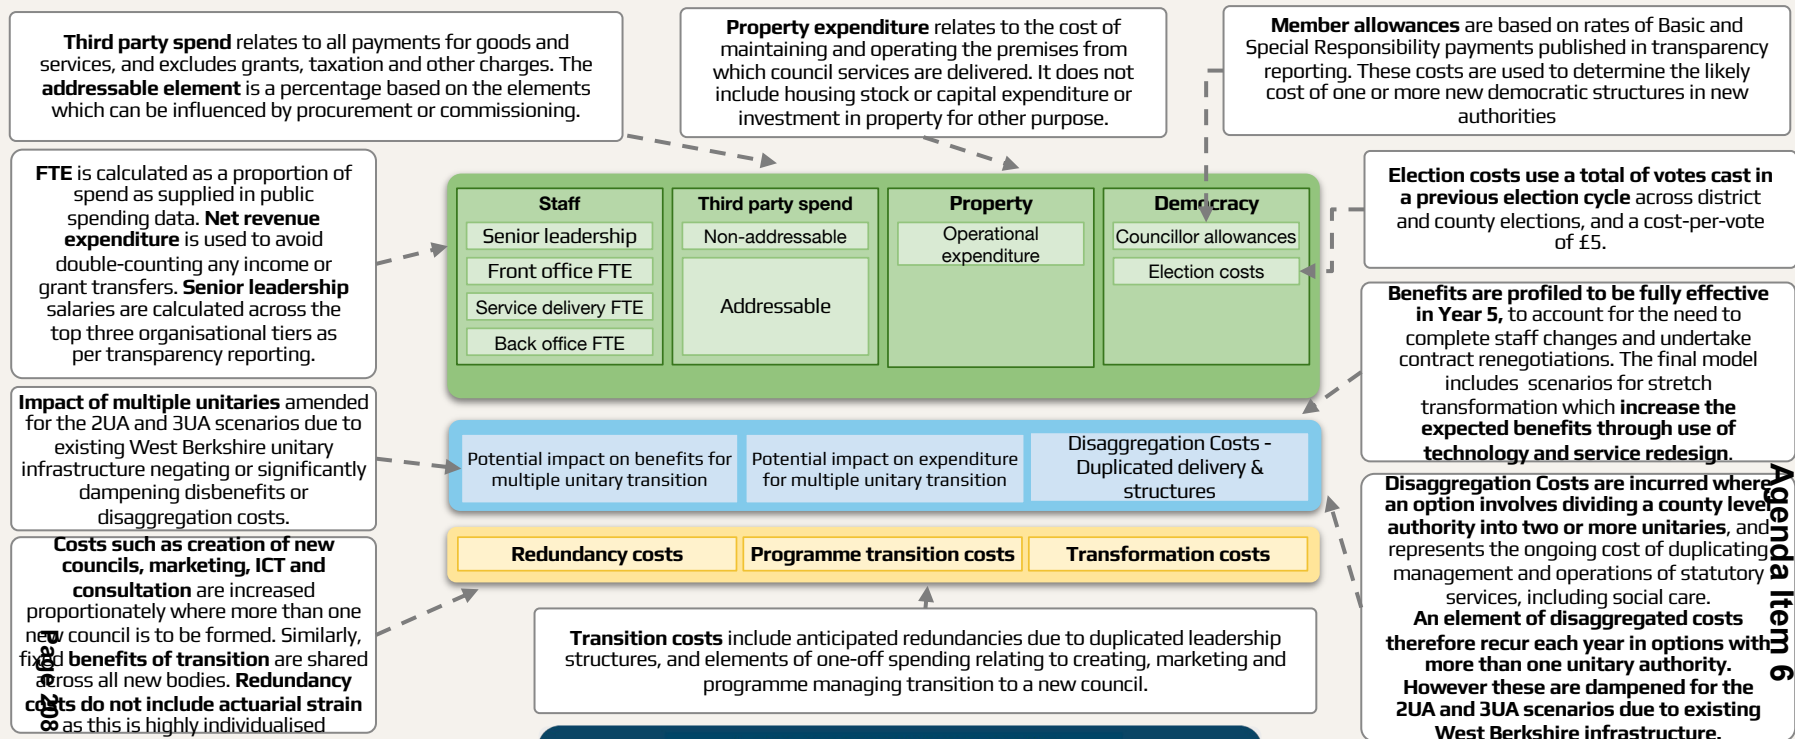 Third party spend relates to all payments for goods and
services, and excludes grants, taxation and other charges. The
addressable element is a percentage based on the elements
which can be influenced by procurement or commissioning.
Property expenditure relates to the cost of
maintaining and operating the premises from
which council services are delivered. It does not
include housing stock or capital expenditure or
investment in property for other purpose.
Member allowances are based on rates of Basic and
Special Responsibility payments published in transparency
reporting. These costs are used to determine the likely
cost of one or more new democratic structures in new
authorities
FTE is calculated as a proportion of
spend as supplied in public
spending data. Net revenue
expenditure is used to avoid
double-counting any income or
grant transfers. Senior leadership
salaries are calculated across the
top three organisational tiers as
per transparency reporting.
Staff
Senior leadership
Front office FTE
Service delivery FTE
Back office FTE
Third party spend
Non-addressable
Addressable
Property
Operational
expenditure
Democracy
Councillor allowances
Election costs
Election costs use a total of votes cast in
a previous election cycle across district
and county elections, and a cost-per-vote
of £5.
Benefits are profiled to be fully effective
in Year 5, to account for the need to
complete staff changes and undertake
contract renegotiations. The final model
includes scenarios for stretch
transformation which increase the
expected benefits through use of
technology and service redesign.
Impact of multiple unitaries amended
for the 2UA and 3UA scenarios due to
existing West Berkshire unitary
infrastructure negating or significantly
dampening disbenefits or
disaggregation costs.
Potential impact on benefits for
multiple unitary transition
Potential impact on expenditure
for multiple unitary transition
Disaggregation Costs -
Duplicated delivery &
structures
Disaggregation Costs are incurred where
an option involves dividing a county level
authority into two or more unitaries, and
represents the ongoing cost of duplicating
management and operations of statutory
services, including social care.
An element of disaggregated costs
therefore recur each year in options with
more than one unitary authority.
However these are dampened for the
2UA and 3UA scenarios due to existing
West Berkshire infrastructure.
Costs such as creation of new
councils, marketing, ICT and
consultation are increased
proportionately where more than one
new council is to be formed. Similarly,
fixed benefits of transition are shared
across all new bodies. Redundancy
costs do not include actuarial strain
as this is highly individualised
Redundancy costs
Programme transition costs
Transformation costs
Transition costs include anticipated redundancies due to duplicated leadership
structures, and elements of one-off spending relating to creating, marketing and
programme managing transition to a new council.
Page 208
Agenda Item 6